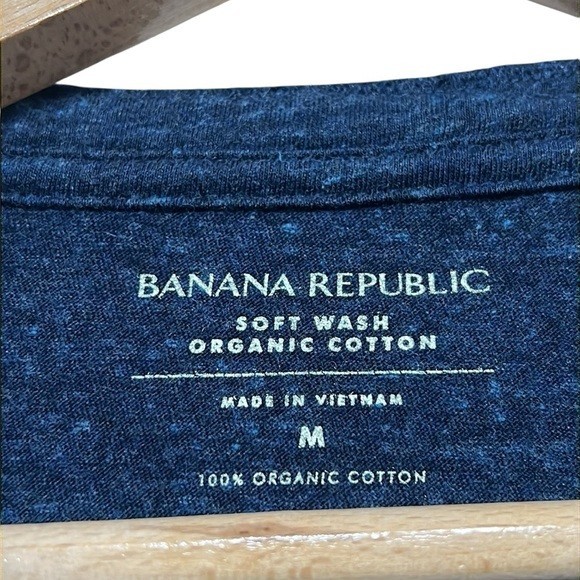 BANANA REPUBLIC
SOFT WASH
ORGANIC COTTON
MADE IN VIETNAM
M
100% ORGANIC COTTON